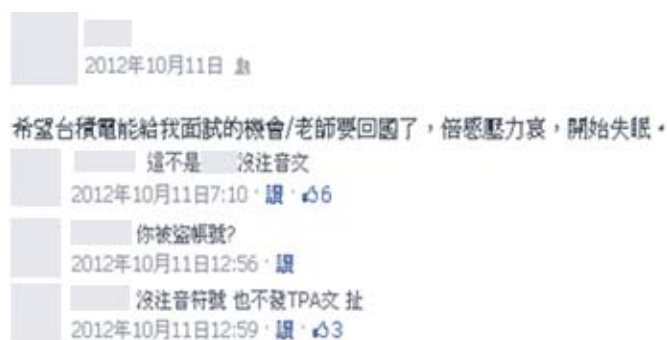 2012年10月11日
希望台積電能給我面試的機會/老師要回國了，倍感壓力哀，開始失眠。
這不是 沒注音文
2012年10月11日7:10 · 讚 · 6
你被盜帳號?
2012年10月11日12:56 · 讚
沒注音符號 也不發TPA文 扯
2012年10月11日12:59 · 讚 · 3